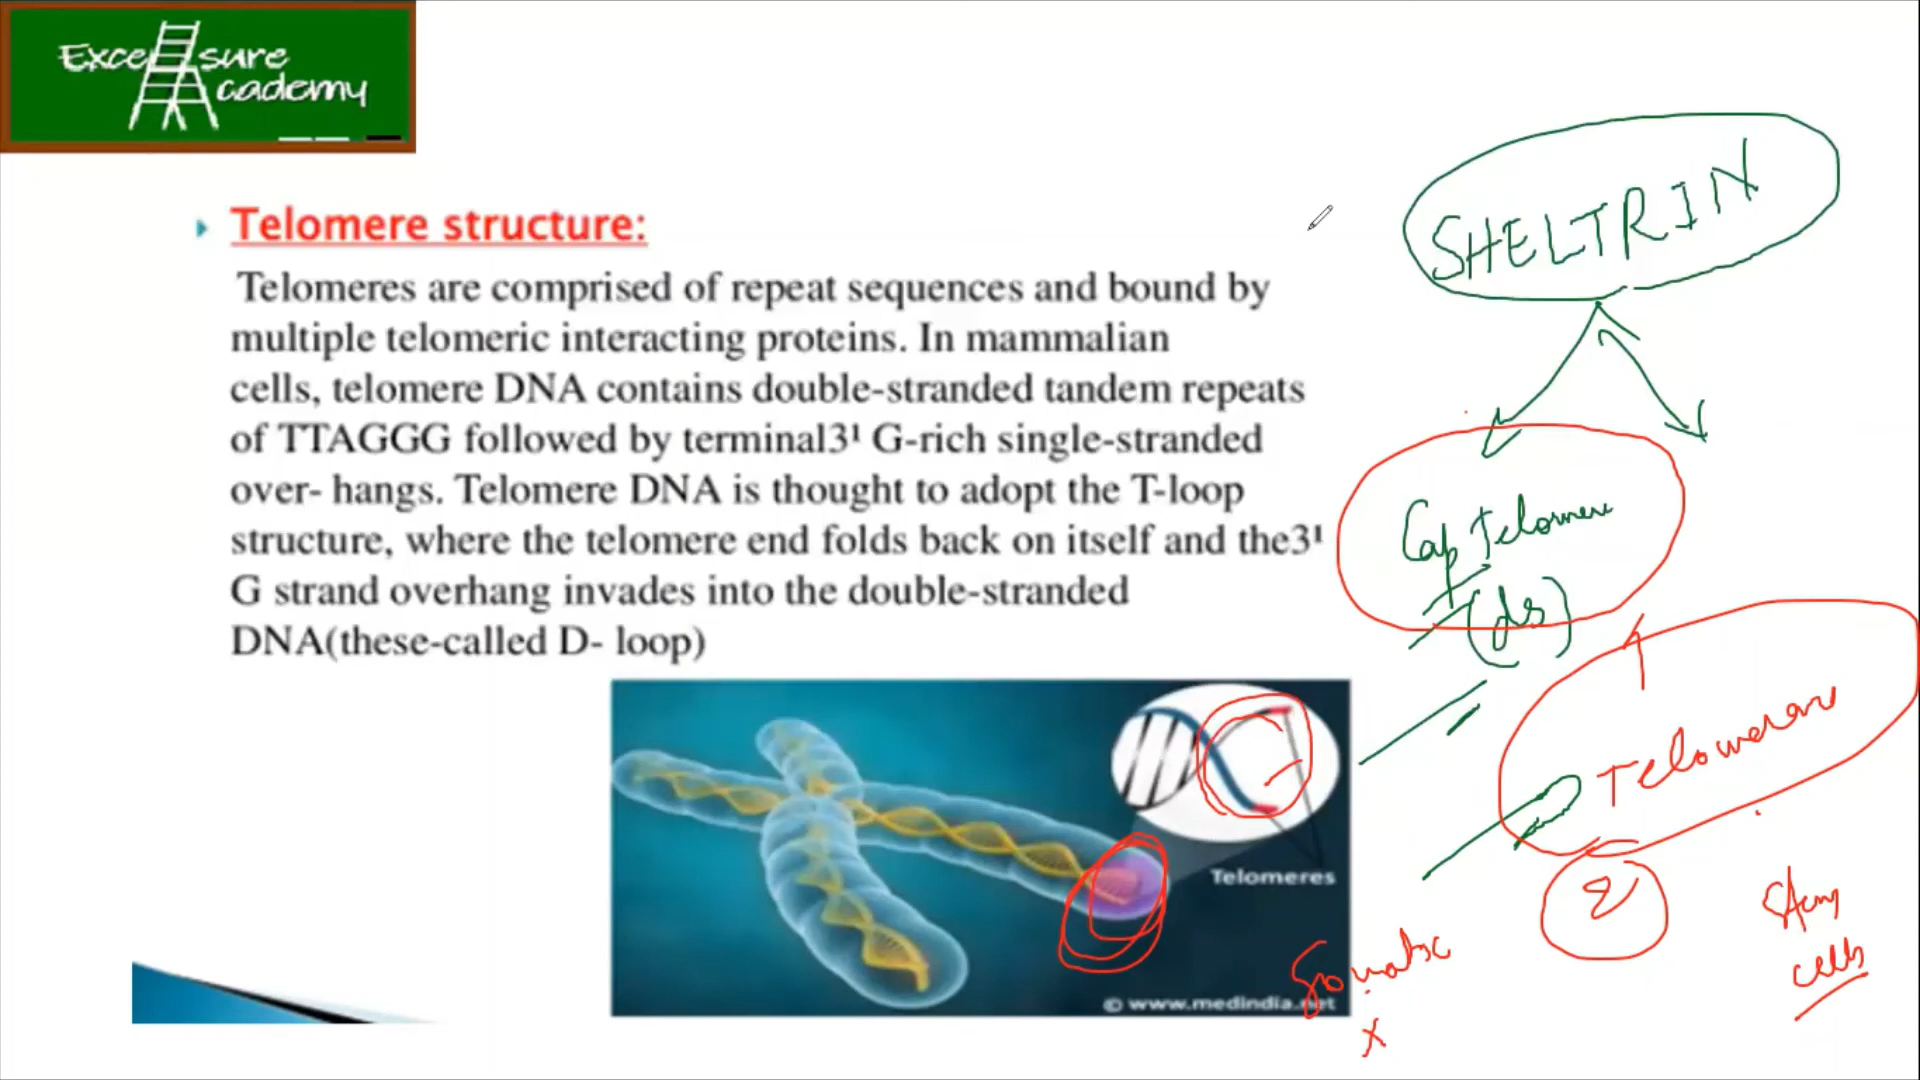 Excel sure
Academy
Telomere structure:
Telomeres are comprised of repeat sequences and bound by
multiple telomeric interacting proteins. In mammalian
cells, telomere DNA contains double-stranded tandem repeats
of TTAGGG followed by terminal3¹ G-rich single-stranded
over- hangs. Telomere DNA is thought to adopt the T-loop
structure, where the telomere end folds back on itself and the3¹
G strand overhang invades into the double-stranded
DNA(these-called D- loop)
SHELTRIN
Cap Telomere
(ds)
Telomerare
Telomeres
Stem
cells
Somatic
x
© www.medindia.net